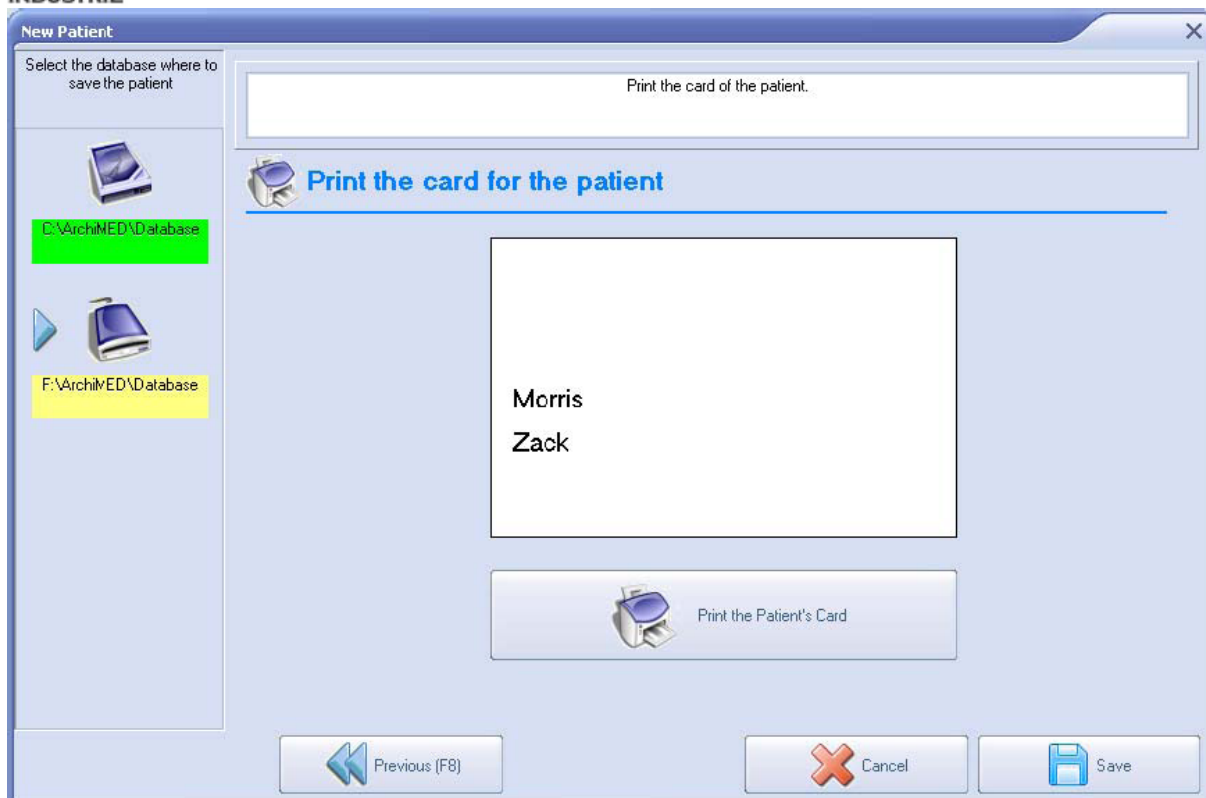 INDUSTRIE
New Patient
Select the database where to
save the patient
Print the card of the patient.
Print the card for the patient
C:\ArchiMED\Database
F:\ArchiMED\Database
Morris
Zack
Print the Patient's Card
Previous (F8)
Cancel
Save